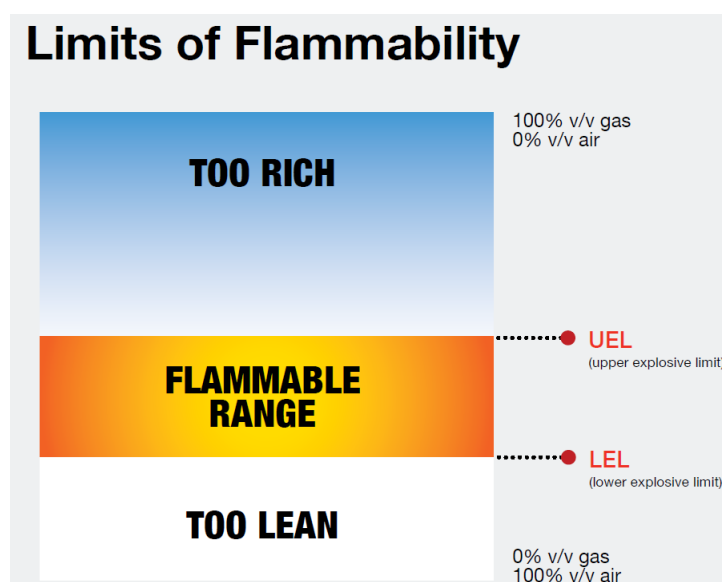 Limits of Flammability
100% v/v gas
0% v/v air
TOO RICH
UEL
(upper explosive limit)
FLAMMABLE
RANGE
LEL
(lower explosive limit)
TOO LEAN
0% v/v gas
100% v/v air